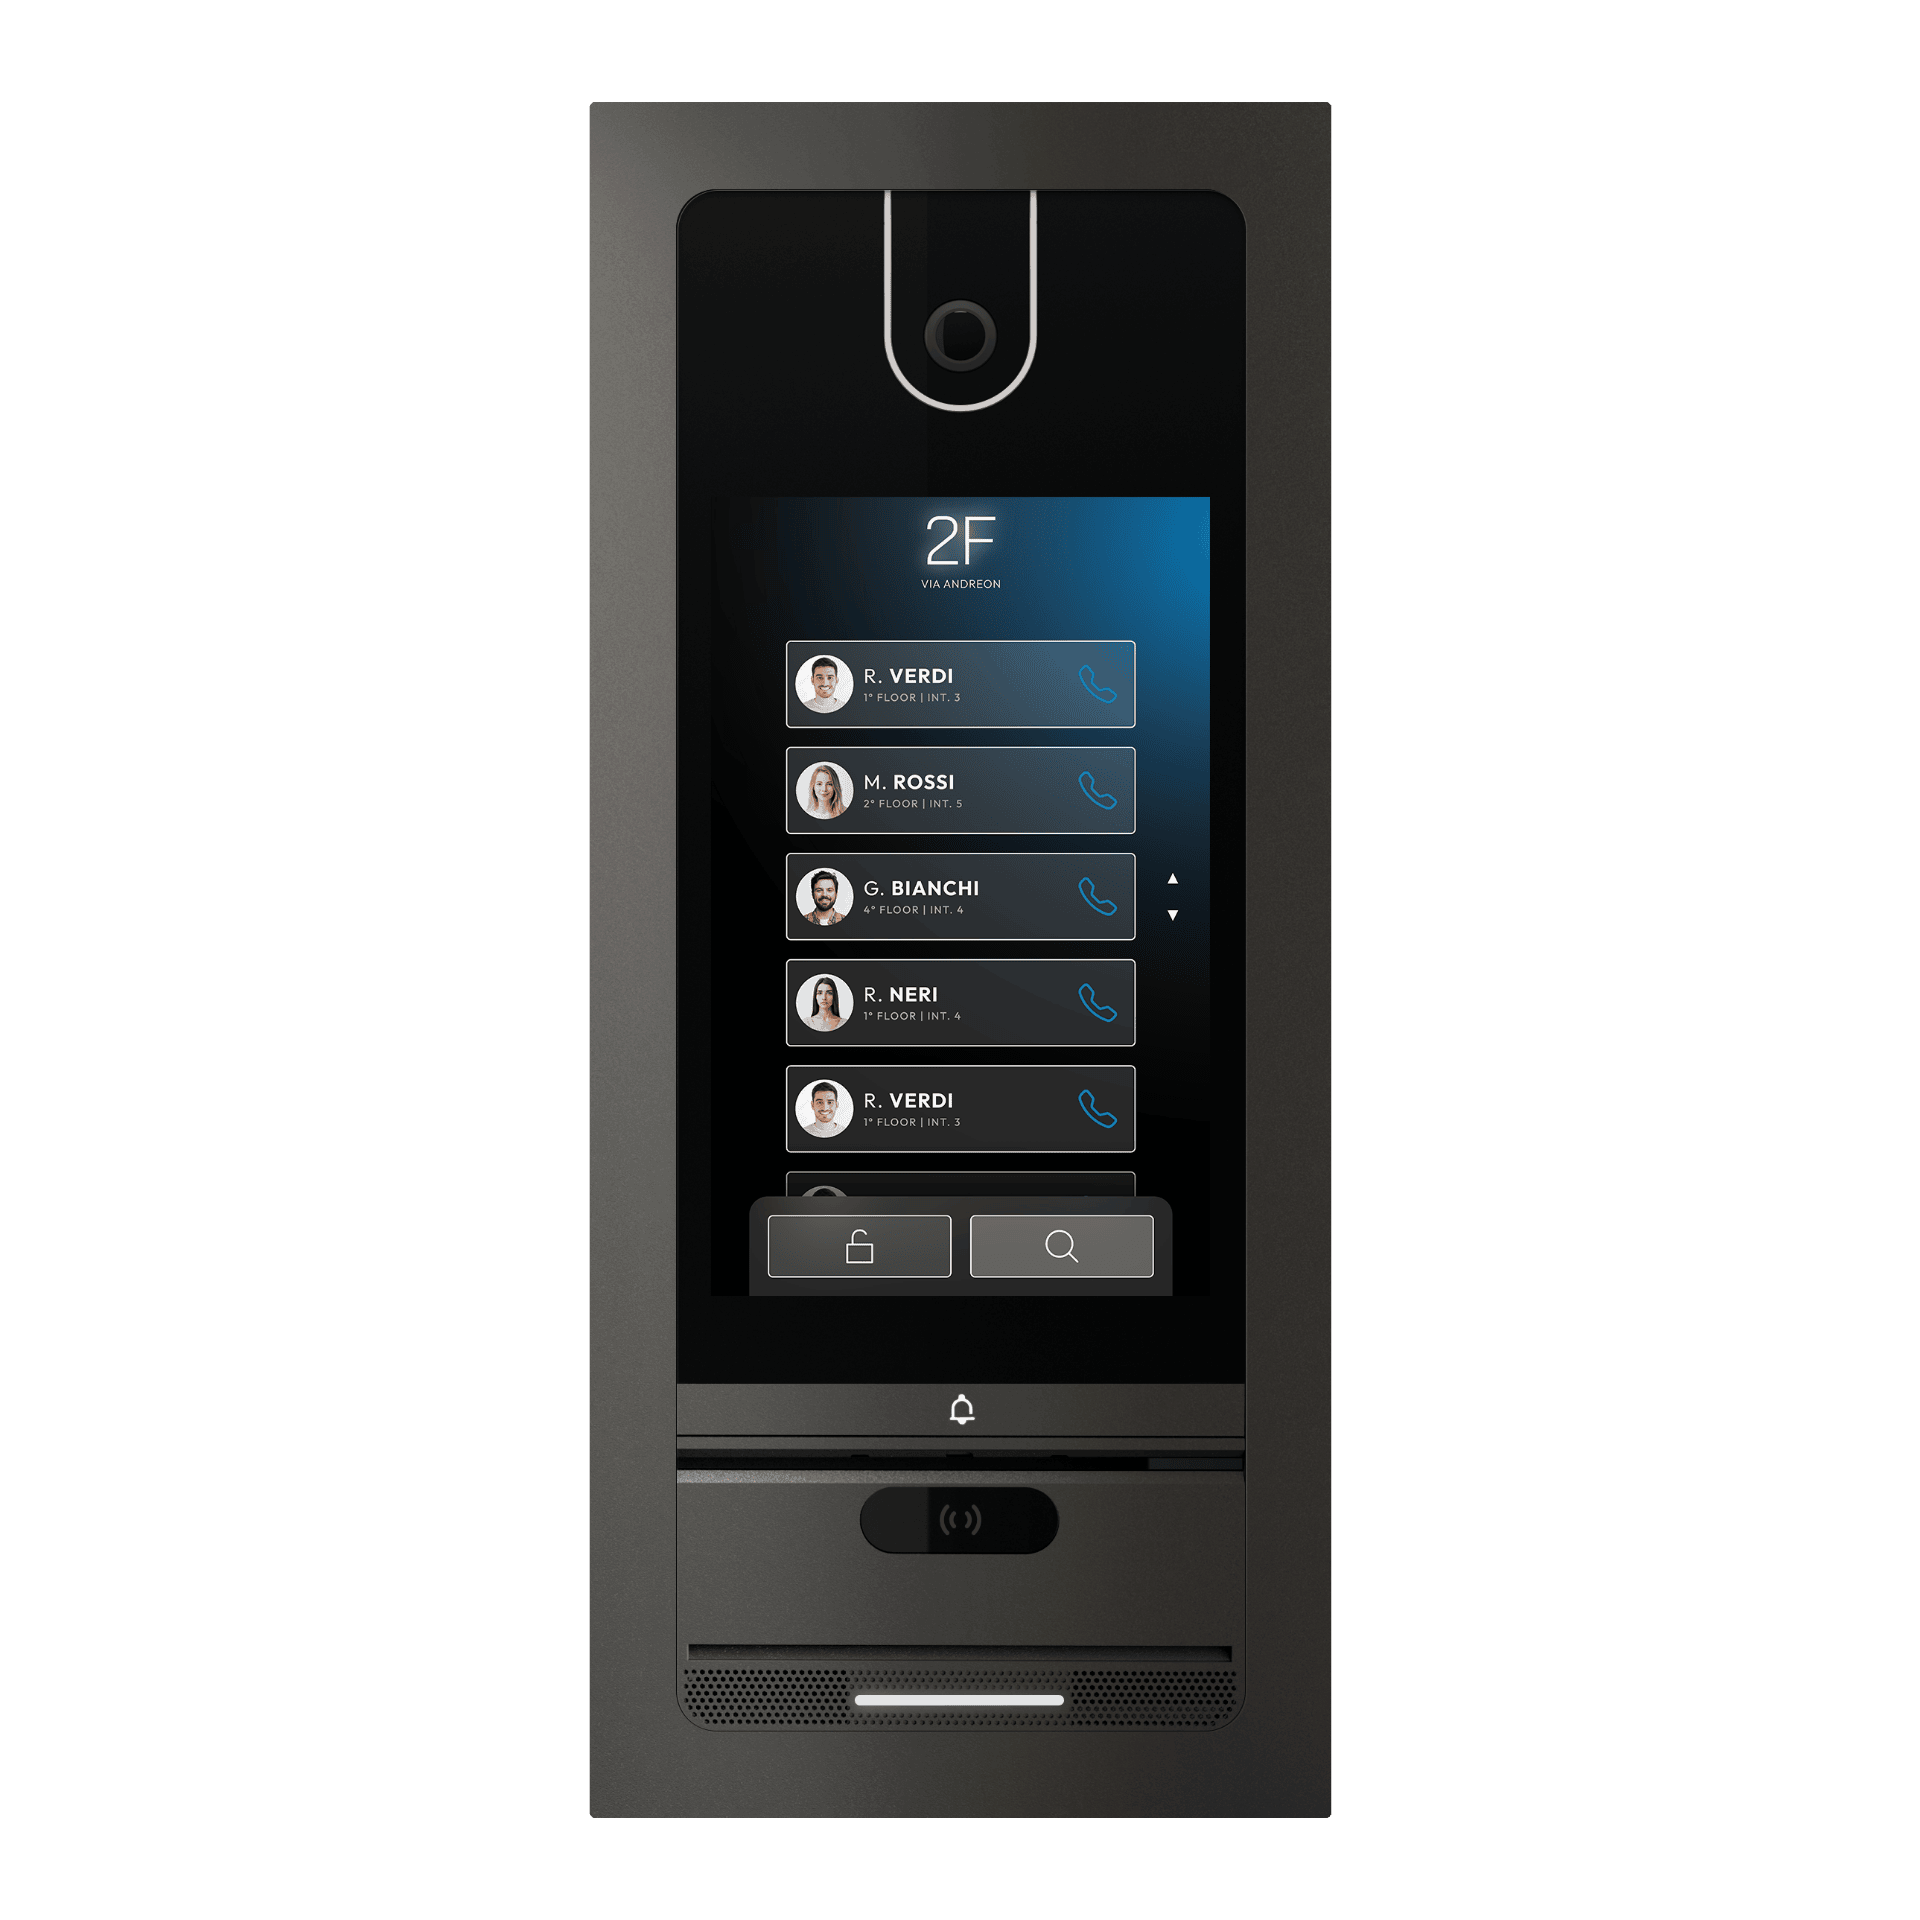 2F
VIA ANDREON
R. VERDI
1° FLOOR | INT. 3
M. ROSSI
2° FLOOR | INT. 5
G. BIANCHI
4° FLOOR | INT. 4
R. NERI
1° FLOOR | INT. 4
R. VERDI
1° FLOOR | INT. 3